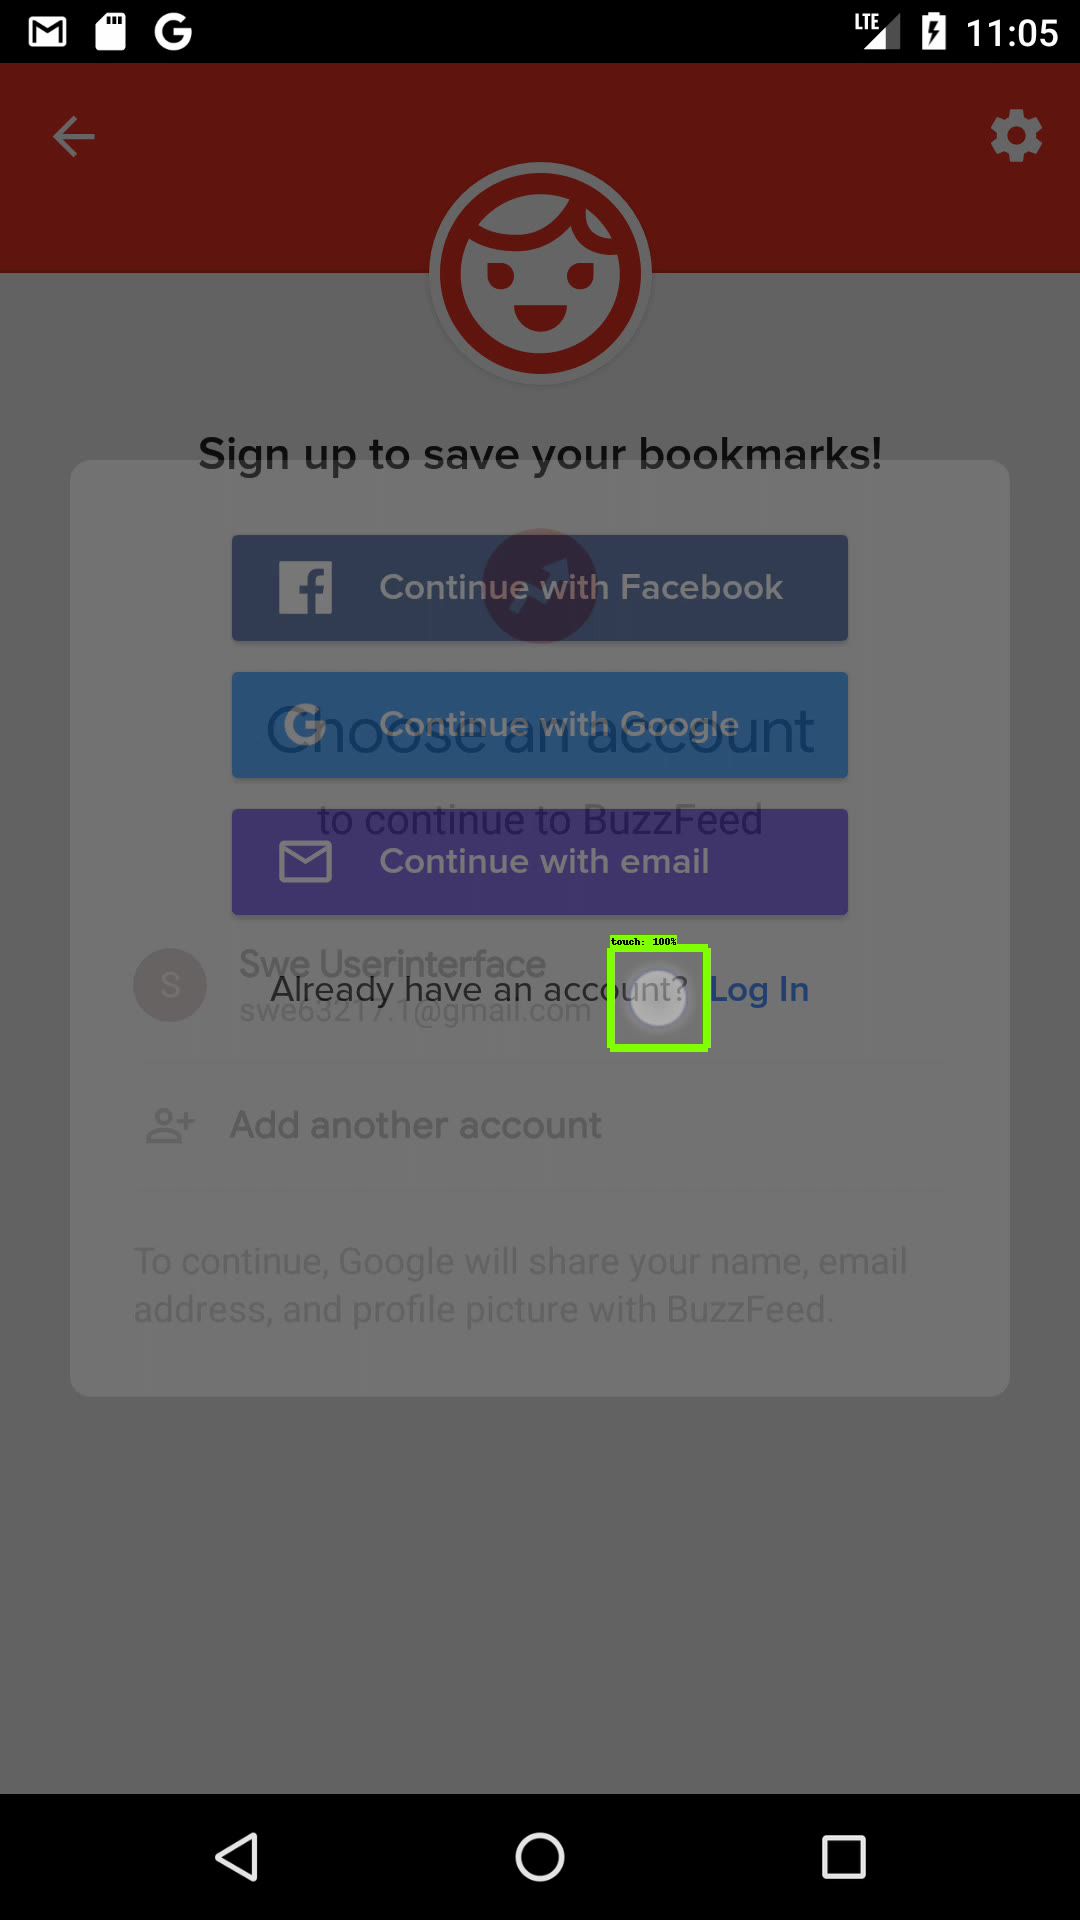 LTE 11:05
Sign up to save your bookmarks!
Continue with Facebook
Continue with Google
Choose an account
to continue to BuzzFeed
Continue with email
touch: 100%
S
Swe Userinterface
Already have an account? Log In
swe63217.1@gmail.com
Add another account
To continue, Google will share your name, email
address, and profile picture with BuzzFeed.